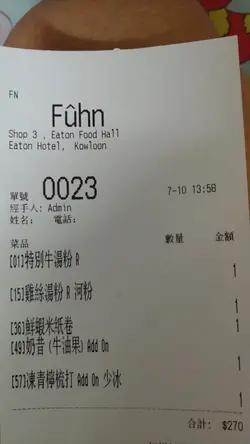 FN
Fûhn
Shop 3 , Eaton Food Hall
Eaton Hotel, Kowloon
單號 0023 7-10 13:58
經手人: Admin
姓名: 電話:
菜品 數量 金額
[01]特別牛湯粉 R
1
[15]雞絲湯粉 R 河粉
1
[36]鮮蝦米紙卷
1
[49]奶昔 (牛油果) Add On
1
[57]凍青檸梳打 Add On 少冰
1
合計: $270